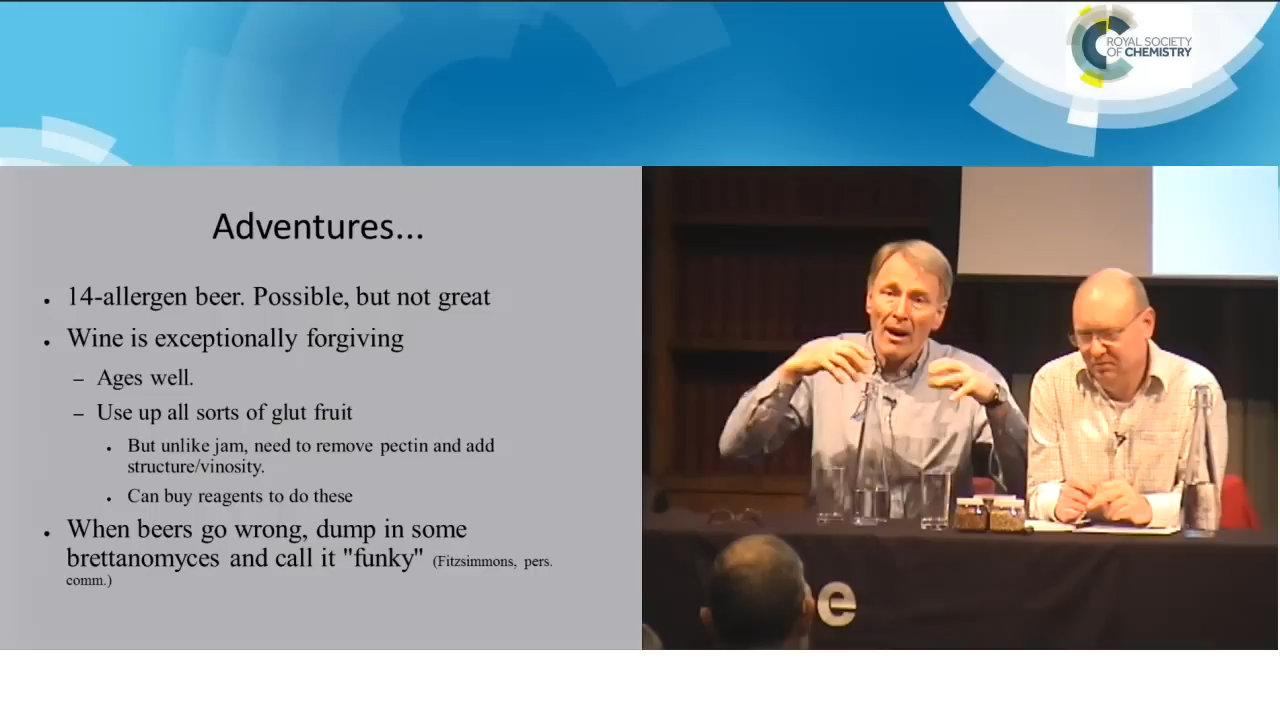 ROYAL SOCIETY
OF CHEMISTRY
Adventures...
14-allergen beer. Possible, but not great
Wine is exceptionally forgiving
– Ages well.
– Use up all sorts of glut fruit
But unlike jam, need to remove pectin and add
structure/vinosity.
Can buy reagents to do these
When beers go wrong, dump in some
brettanomyces and call it "funky" (Fitzsimmons, pers.
comm.)
e